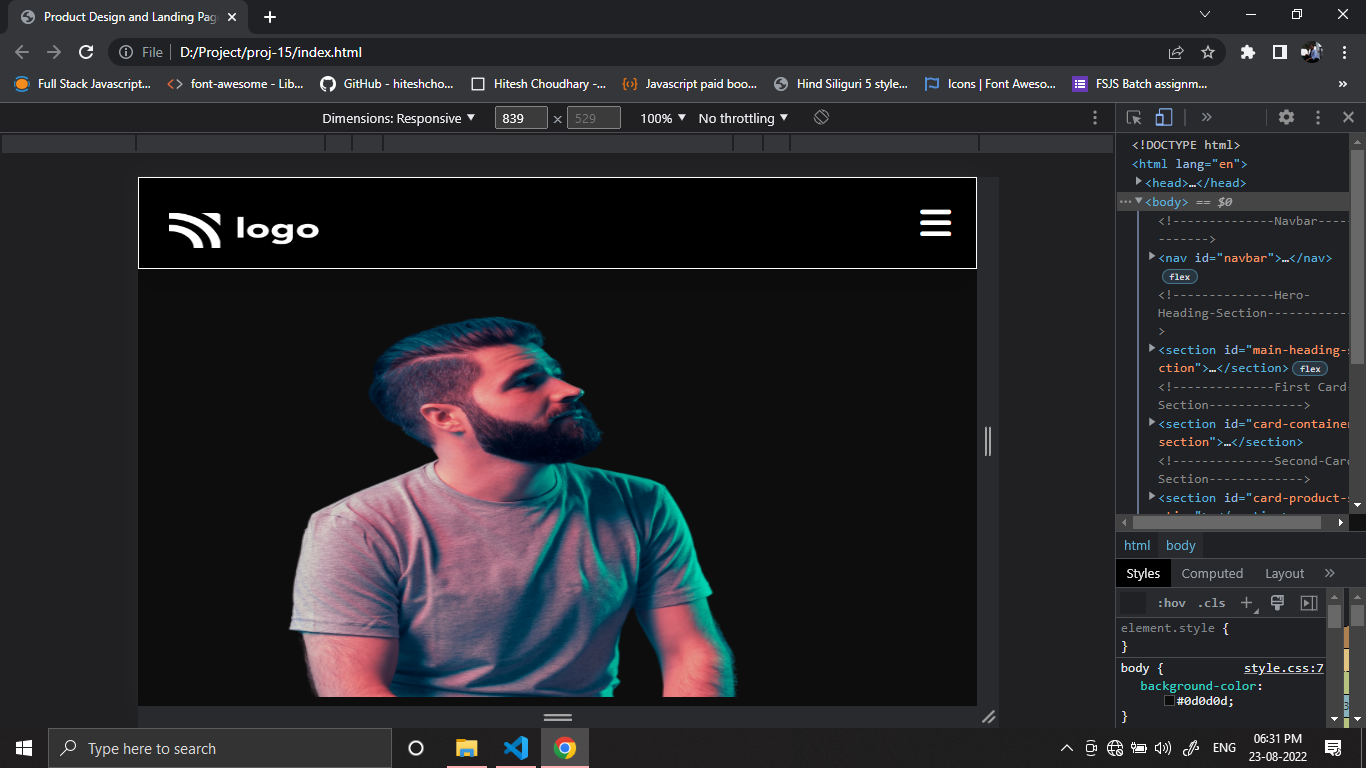 Product Design and Landing Pag
File
D:/Project/proj-15/index.html
Full Stack Javascript...
font-awesome - Lib...
GitHub - hiteshcho...
Hitesh Choudhary -...
Javascript paid boo...
Hind Siliguri 5 style...
Icons | Font Aweso...
FSJS Batch assignm...
»
Dimensions: Responsive ▼ 839 × 529 100% ▼ No throttling ▼
logo
<!DOCTYPE html>
<html lang="en">
<head>…</head>
<body> == $0
<!--------------Navbar----
-------->
<nav id="navbar">…</nav>
flex
<!--------------Hero-
Heading-Section------------
>
<section id="main-heading-s
ction">…</section> flex
<!--------------First Card-
Section------------->
<section id="card-container
section">…</section>
<!--------------Second-Car
Section------------->
<section id="card-product-s
html body
Styles Computed Layout »
:hov .cls +
element.style {
}
body { style.css:7
background-color:
#0d0d0d;
}
Type here to search
ENG
06:31 PM
23-08-2022